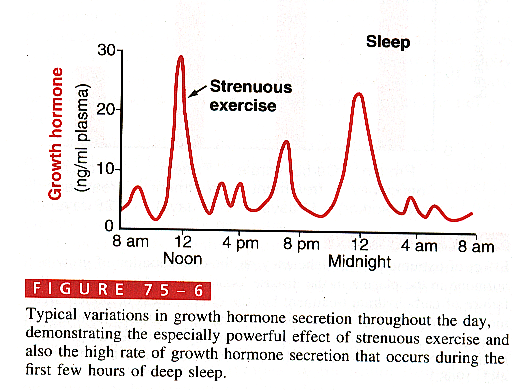 Sleep
30
Strenuous
exercise
20
10
0
Growth hormone
(ng/ml plasma)
8 am 12 4 pm 8 pm 12 4 am 8 am
Noon Midnight
FIGURE 75–6
Typical variations in growth hormone secretion throughout the day,
demonstrating the especially powerful effect of strenuous exercise and
also the high rate of growth hormone secretion that occurs during the
first few hours of deep sleep.